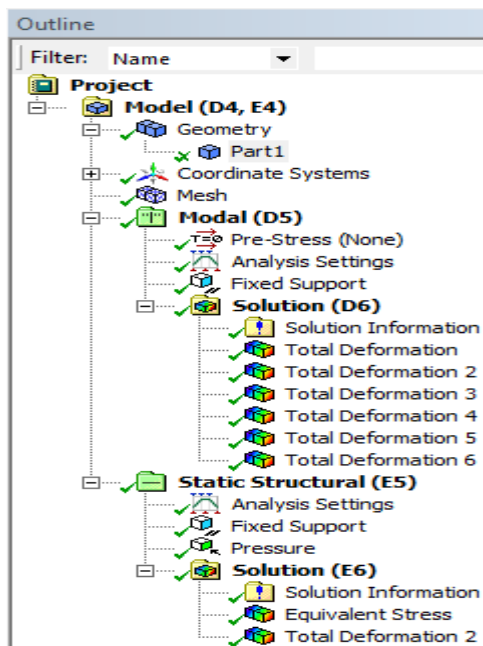 Outline
Filter: Name
Project
Model (D4, E4)
Geometry
Part1
Coordinate Systems
Mesh
Modal (D5)
T=0 Pre-Stress (None)
Analysis Settings
Fixed Support
Solution (D6)
Solution Information
Total Deformation
Total Deformation 2
Total Deformation 3
Total Deformation 4
Total Deformation 5
Total Deformation 6
Static Structural (E5)
Analysis Settings
Fixed Support
Pressure
Solution (E6)
Solution Information
Equivalent Stress
Total Deformation 2